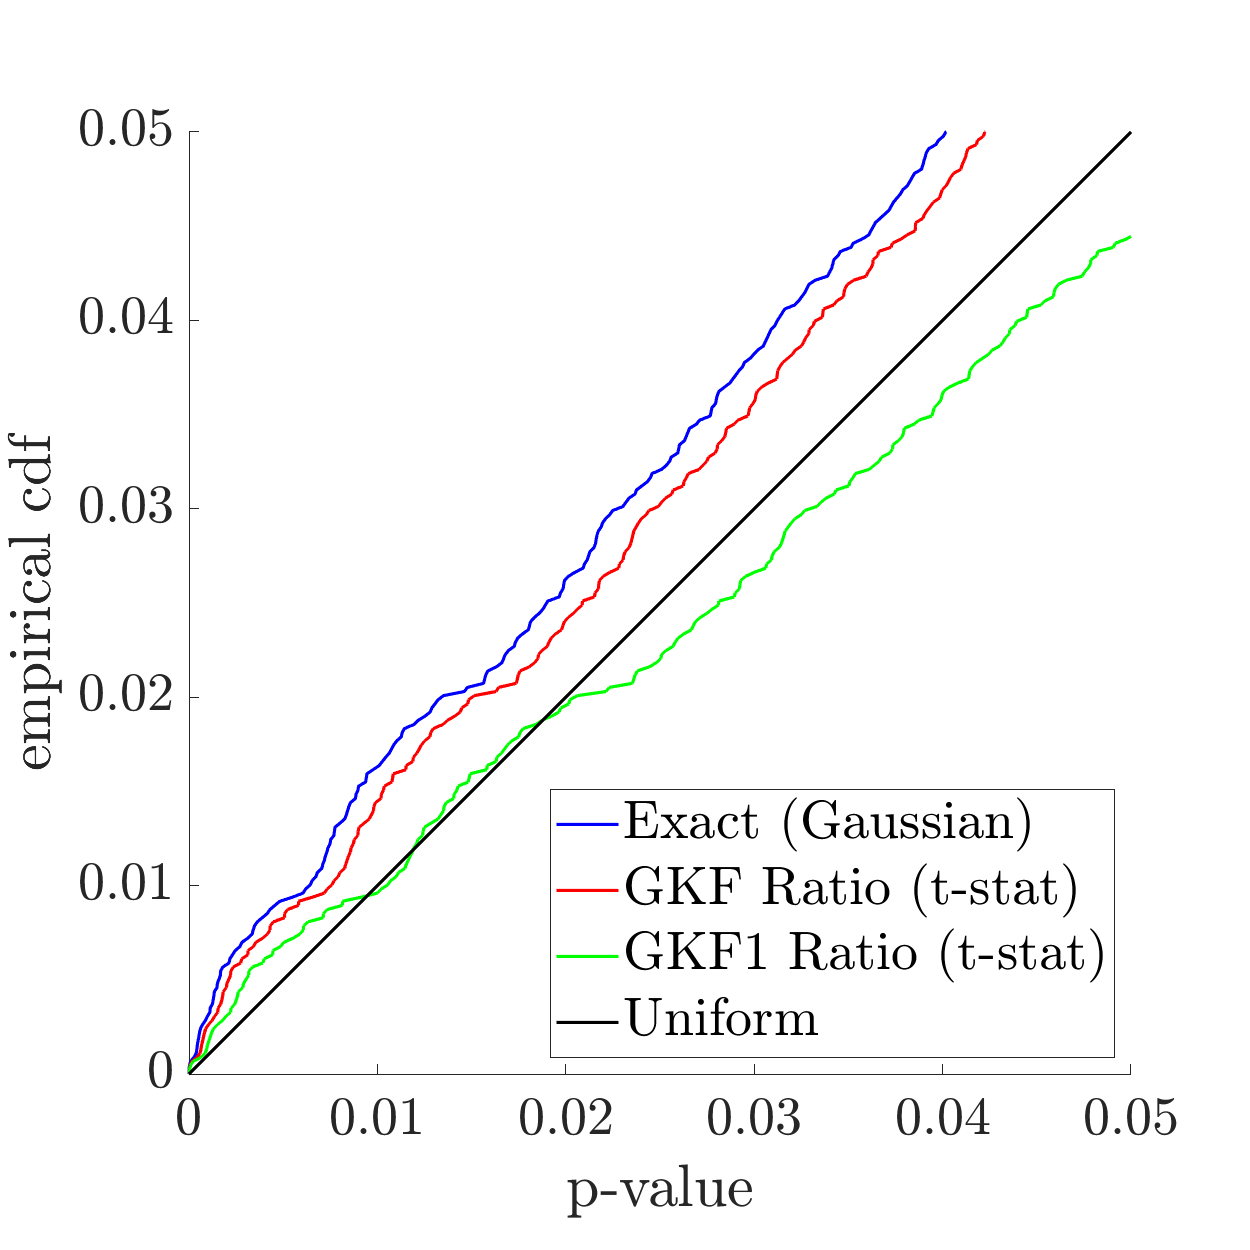 0.05
0.04
0.03
0.02
0.01
0
empirical cdf
Exact (Gaussian)
GKF Ratio (t-stat)
GKF1 Ratio (t-stat)
Uniform
0 0.01 0.02 0.03 0.04 0.05
p-value